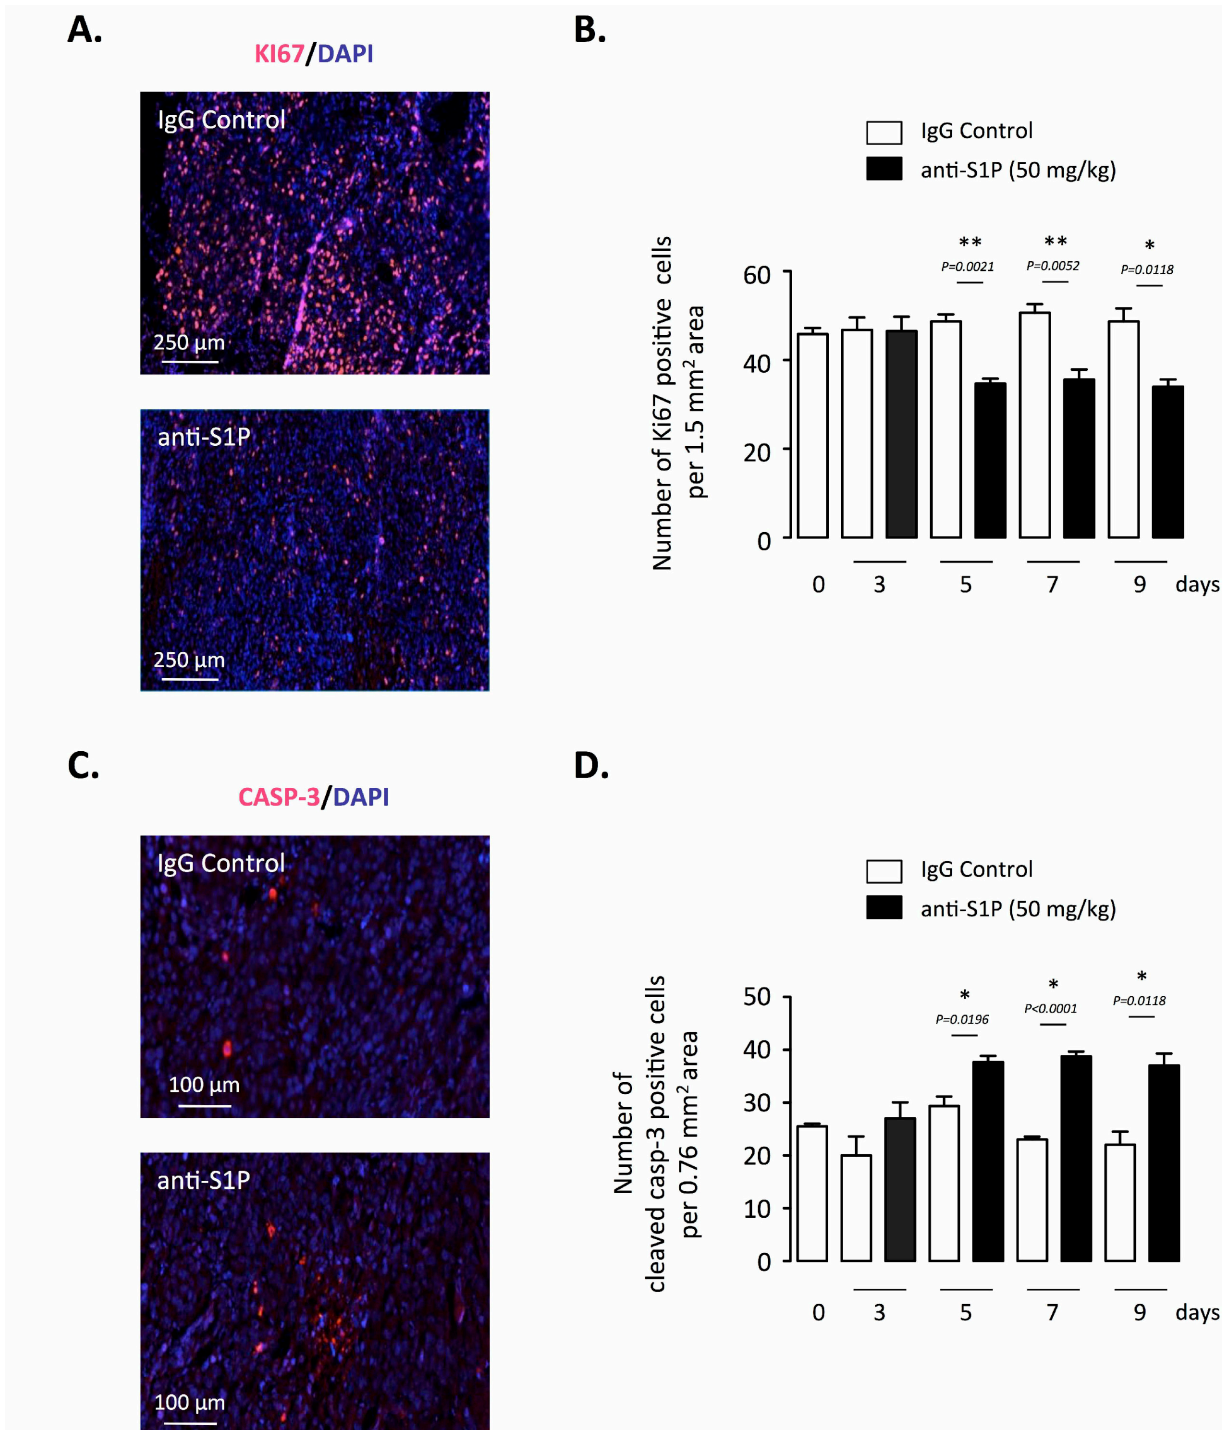 A.
KI67/DAPI
IgG Control
250 µm
anti-S1P
250 µm
B.
IgG Control
anti-S1P (50 mg/kg)
Number of Ki67 positive cells
per 1.5 mm² area
60
40
20
0
**
P=0.0021
**
P=0.0052
*
P=0.0118
0 3 5 7 9 days
C.
CASP-3/DAPI
IgG Control
100 µm
anti-S1P
100 µm
D.
IgG Control
anti-S1P (50 mg/kg)
Number of
cleaved casp-3 positive cells
per 0.76 mm² area
50
40
30
20
10
0
*
P=0.0196
*
P<0.0001
*
P=0.0118
0 3 5 7 9 days